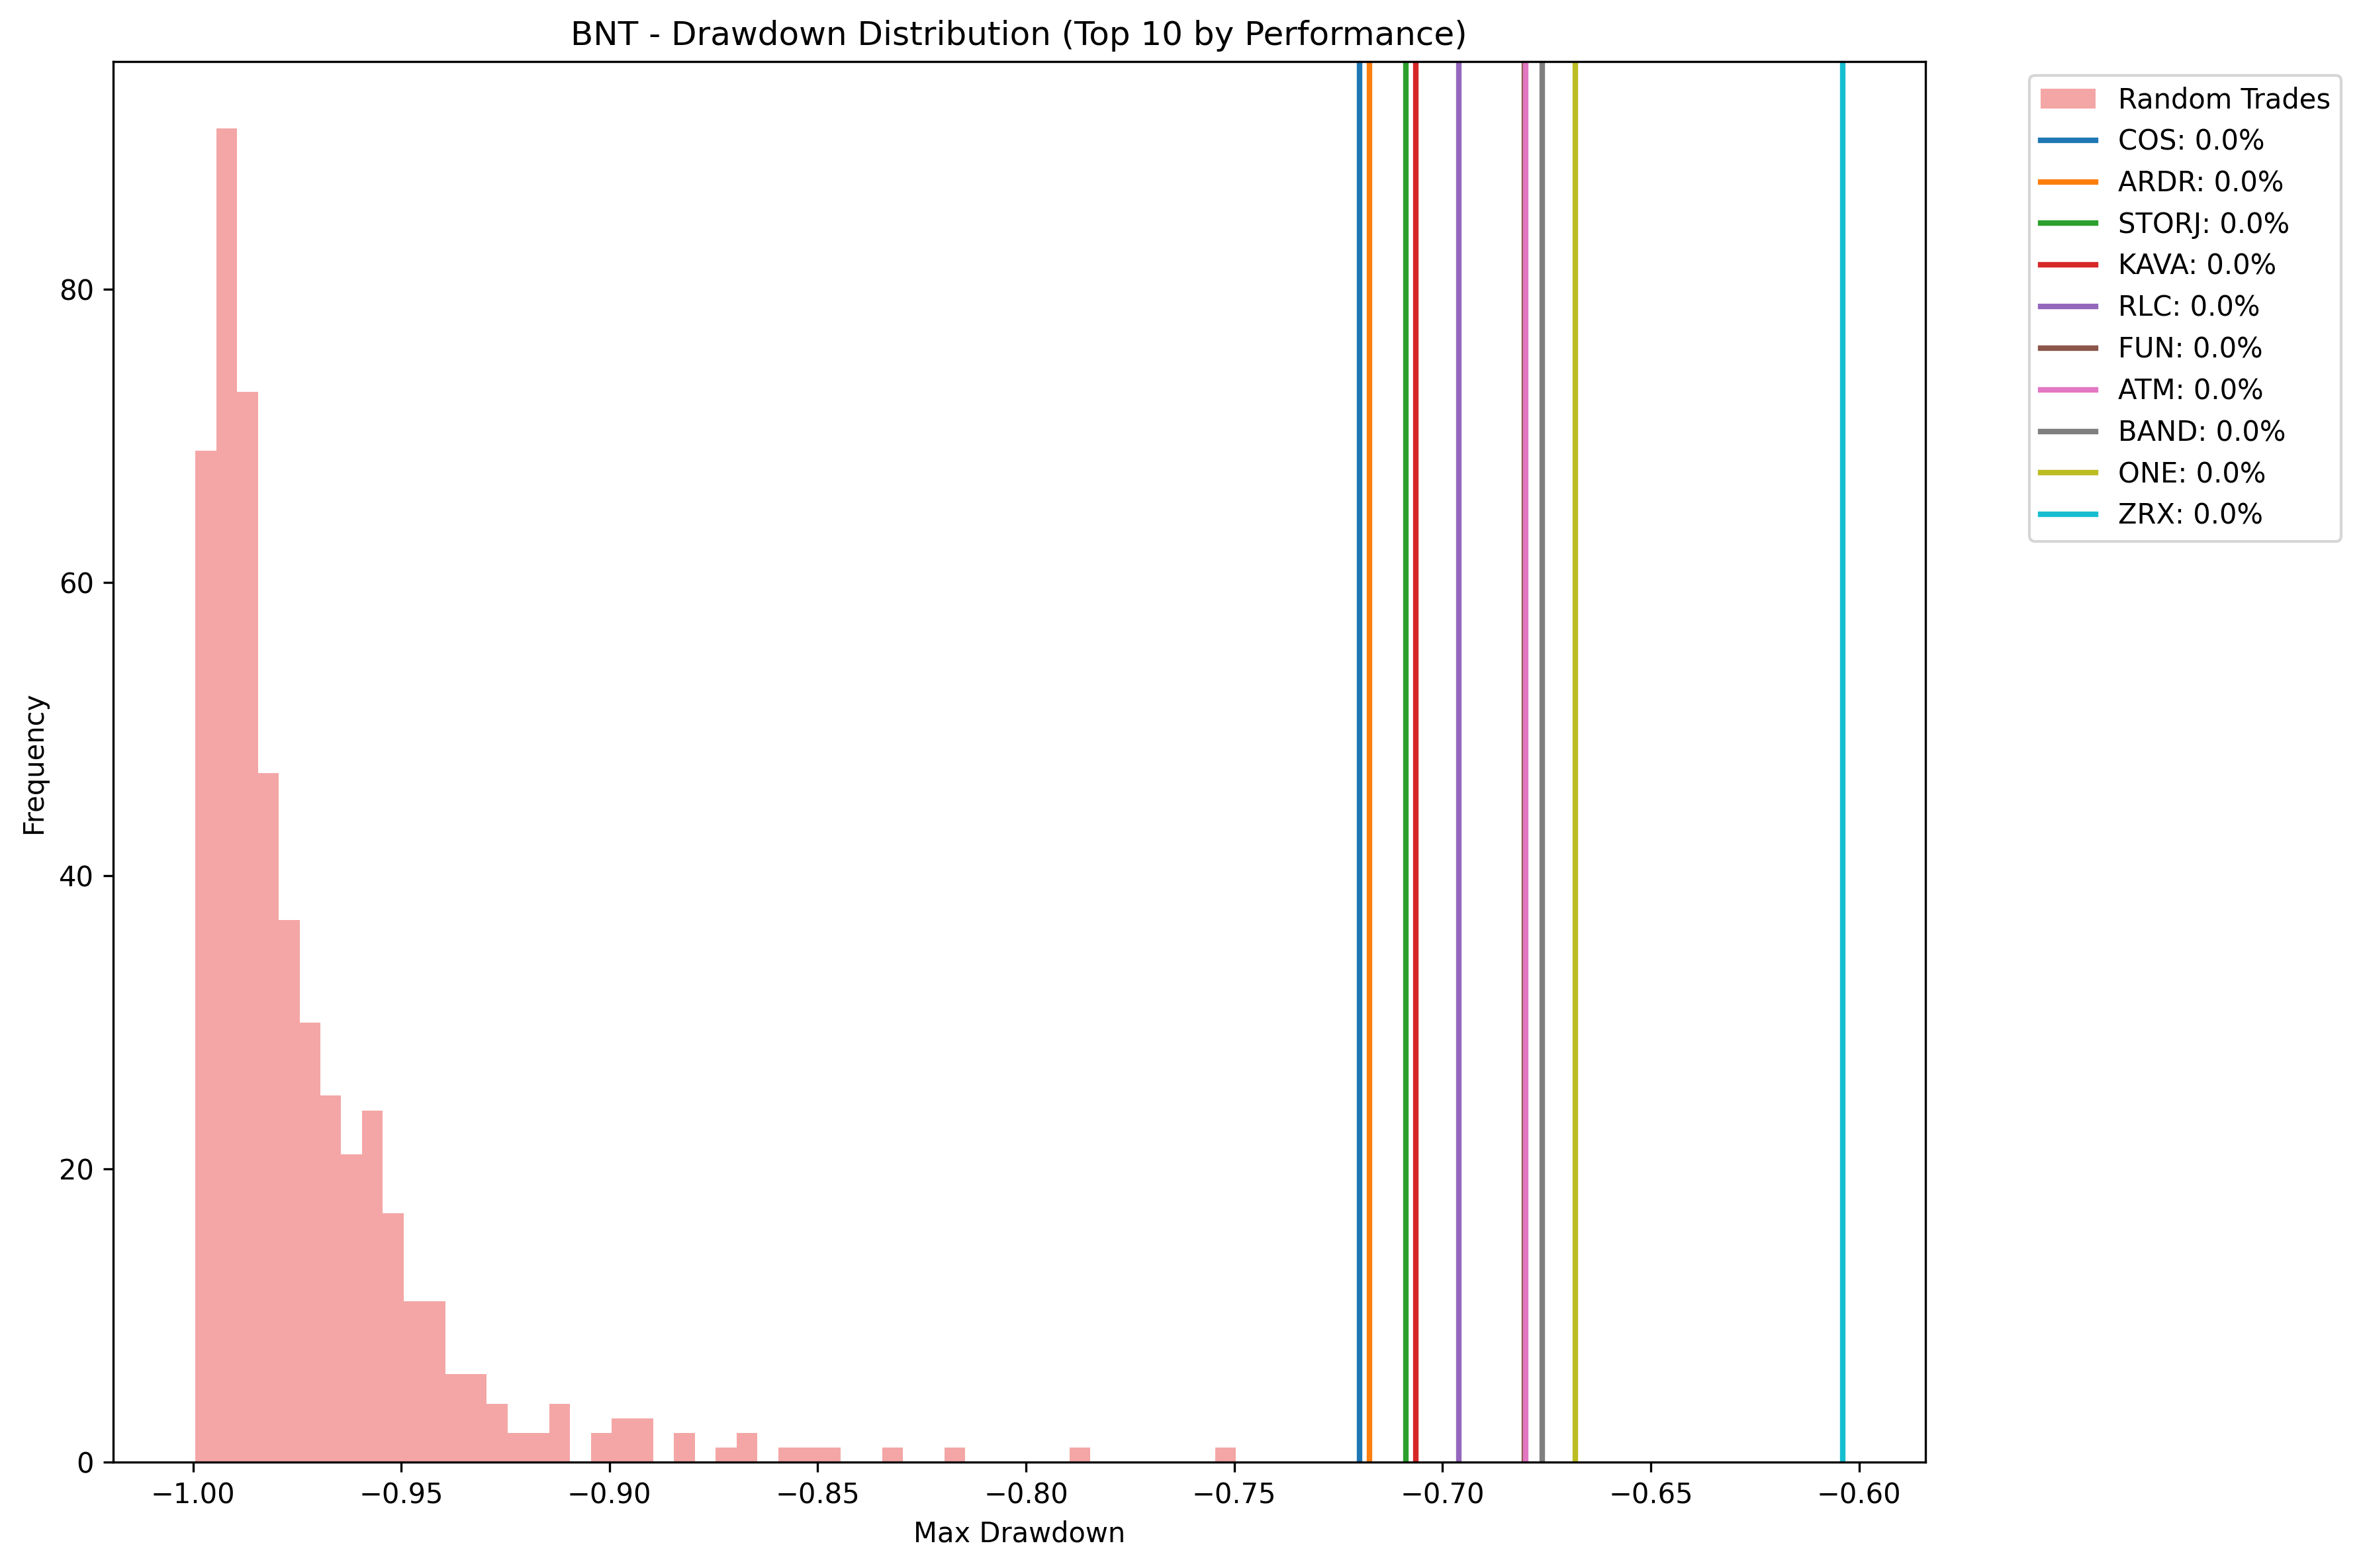 BNT - Drawdown Distribution (Top 10 by Performance)
Random Trades
COS: 0.0%
ARDR: 0.0%
STORJ: 0.0%
KAVA: 0.0%
RLC: 0.0%
FUN: 0.0%
ATM: 0.0%
BAND: 0.0%
ONE: 0.0%
ZRX: 0.0%
Frequency
80
60
40
20
0
−1.00 −0.95 −0.90 −0.85 −0.80 −0.75 −0.70 −0.65 −0.60
Max Drawdown